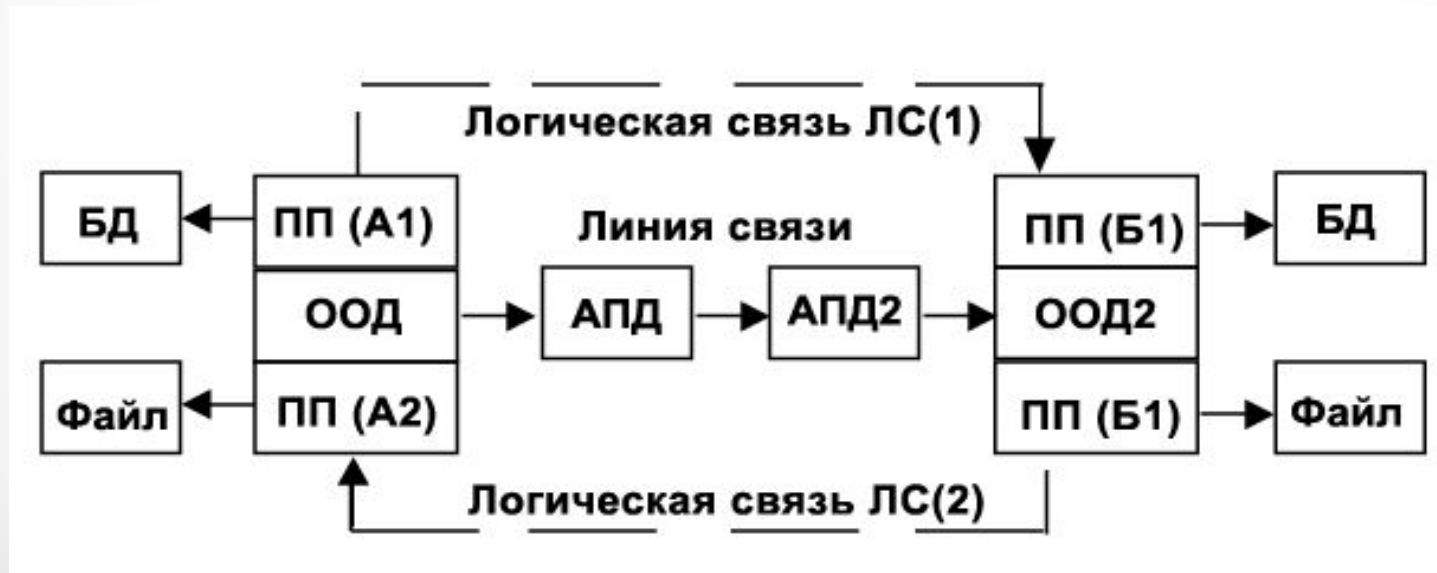 Логическая связь ЛС(1)
БД
ПП (А1)
Линия связи
ПП (Б1)
БД
ООД
АПД
АПД2
ООД2
Файл
ПП (А2)
ПП (Б1)
Файл
Логическая связь ЛС(2)